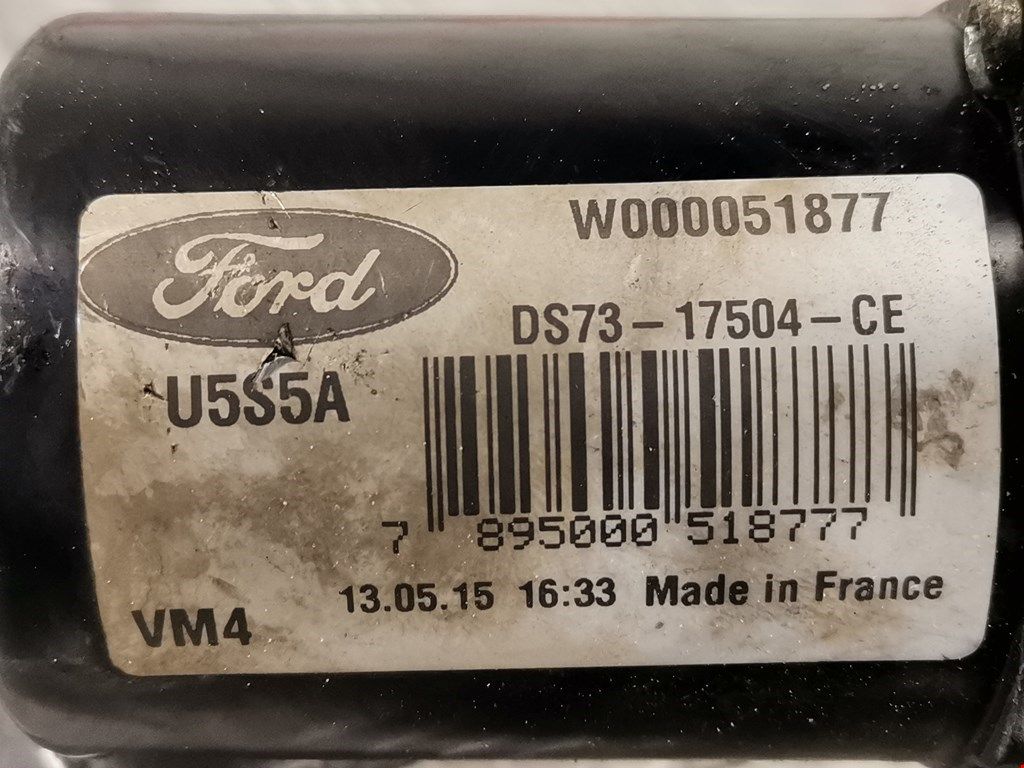 W000051877
Ford
DS73-17504-CE
U5S5A
7 895000 518777
13.05.15 16:33 Made in France
VM4